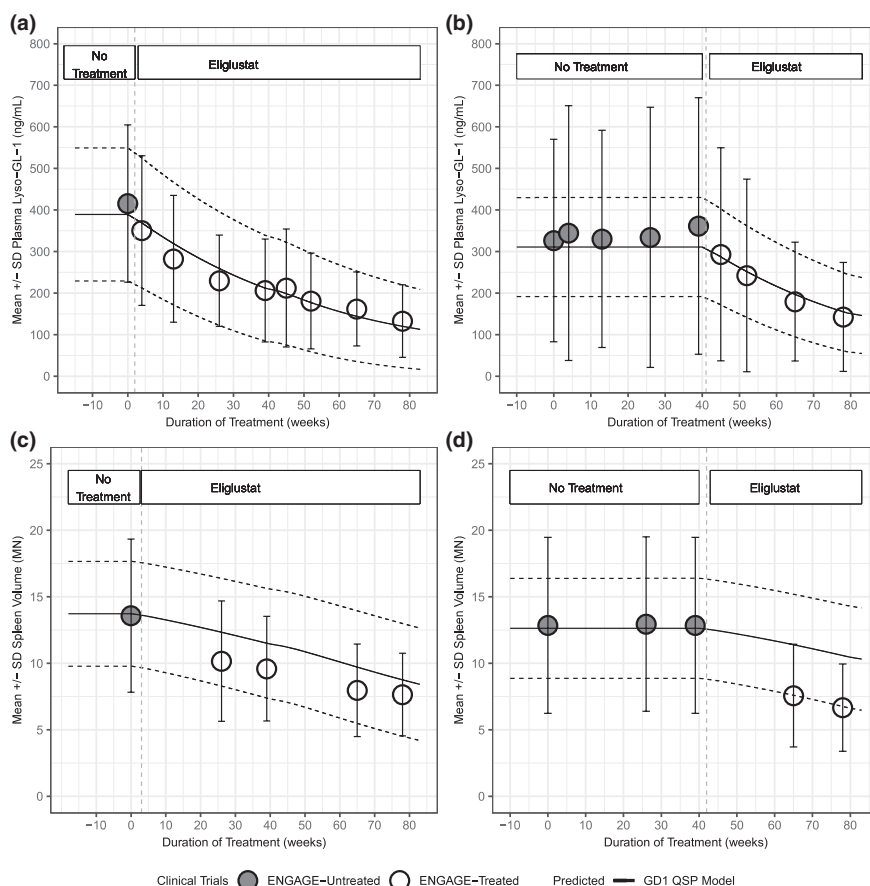 (a)
Mean +/− SD Plasma Lyso−GL−1 (ng/mL)
800
700
600
500
400
300
200
100
0
No
Treatment
Eliglustat
−10 0 10 20 30 40 50 60 70 80
Duration of Treatment (weeks)
(b)
Mean +/− SD Plasma Lyso−GL−1 (ng/mL)
800
700
600
500
400
300
200
100
0
No Treatment
Eliglustat
−10 0 10 20 30 40 50 60 70 80
Duration of Treatment (weeks)
(c)
Mean +/− SD Spleen Volume (MN)
25
20
15
10
5
0
No
Treatment
Eliglustat
−10 0 10 20 30 40 50 60 70 80
Duration of Treatment (weeks)
(d)
Mean +/− SD Spleen Volume (MN)
25
20
15
10
5
0
No Treatment
Eliglustat
−10 0 10 20 30 40 50 60 70 80
Duration of Treatment (weeks)
Clinical Trials ENGAGE−Untreated ENGAGE−Treated Predicted GD1 QSP Model